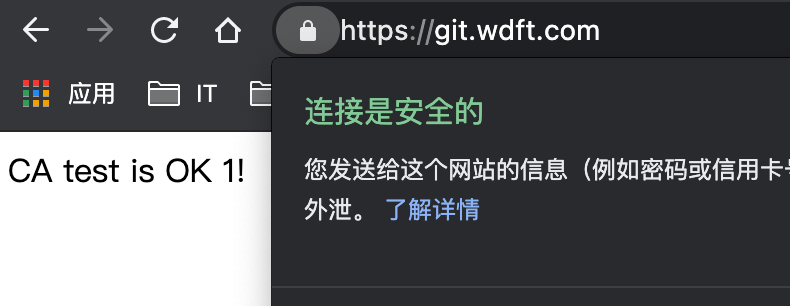 https://git.wdft.com
应用 IT
连接是安全的
CA test is OK 1!
您发送给这个网站的信息（例如密码或信用卡
外泄。 了解详情